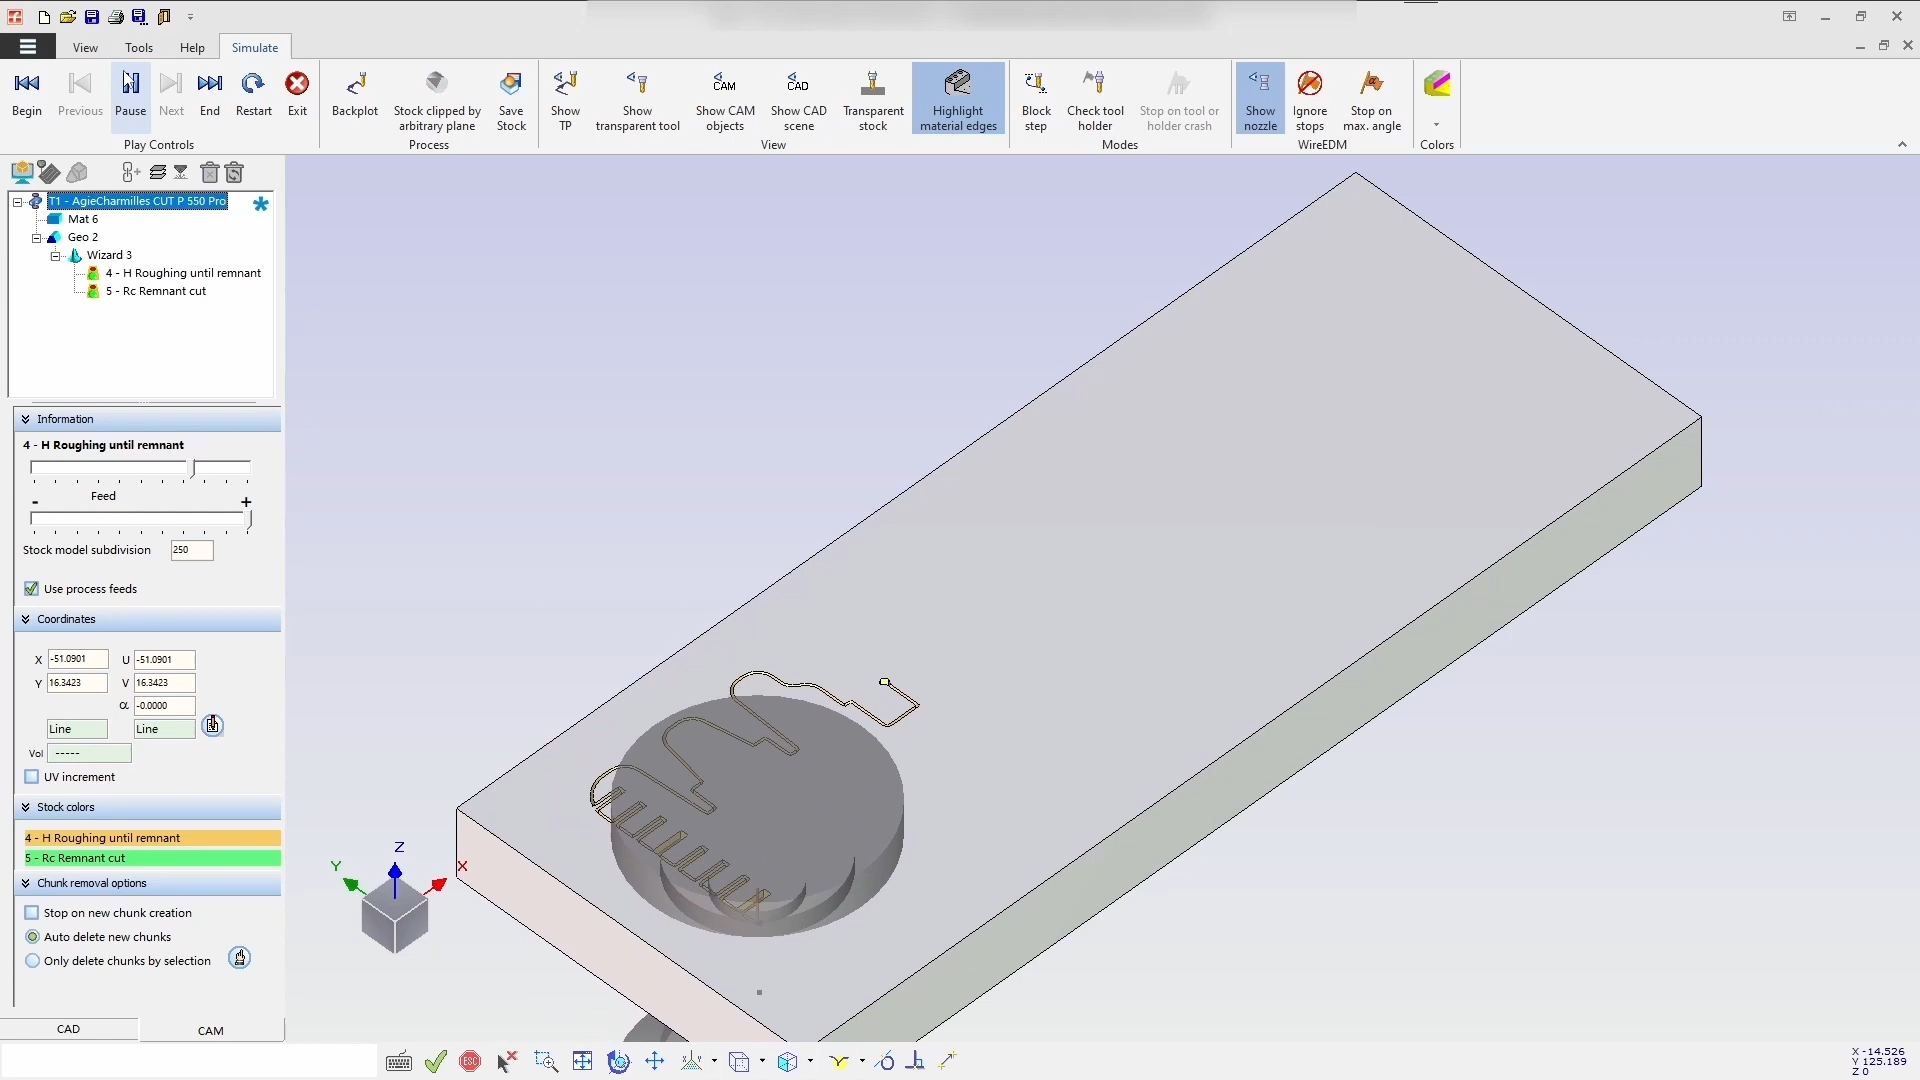 View
Tools
Help
Simulate
Begin
Previous
Pause
Next
End
Restart
Exit
Play Controls
Backplot
Stock clipped by
arbitrary plane
Save
Stock
Process
Show
TP
Show
transparent tool
CAM
Show CAM
objects
CAD
Show CAD
scene
Transparent
stock
Highlight
material edges
View
Block
step
Check tool
holder
Stop on tool or
holder crash
Modes
Show
nozzle
Ignore
stops
Stop on
max. angle
WireEDM
Colors
T1 - AgieCharmilles CUT P 550 Pro
Mat 6
Geo 2
Wizard 3
4 - H Roughing until remnant
5 - Rc Remnant cut
Information
4 - H Roughing until remnant
- Feed +
Stock model subdivision 250
Use process feeds
Coordinates
X -51.0901 U -51.0901
Y 16.3423 V 16.3423
α -0.0000
Line Line
Vol -----
UV increment
Stock colors
4 - H Roughing until remnant
5 - Rc Remnant cut
Chunk removal options
Stop on new chunk creation
Auto delete new chunks
Only delete chunks by selection
CAD
CAM
Z
Y
X
ESC
X -14.526
Y 125.189
Z 0